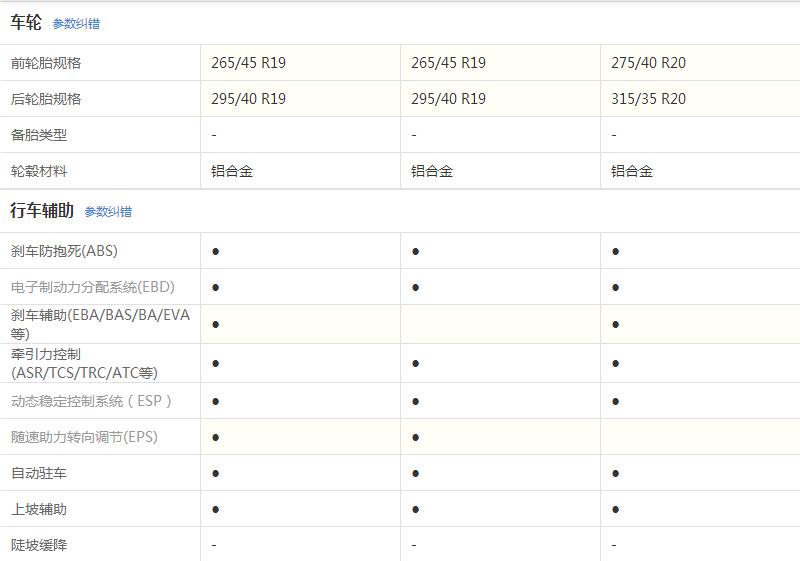 车轮 参数纠错
前轮胎规格 265/45 R19 265/45 R19 275/40 R20
后轮胎规格 295/40 R19 295/40 R19 315/35 R20
备胎类型 - - -
轮毂材料 铝合金 铝合金 铝合金
行车辅助 参数纠错
刹车防抱死(ABS) ● ● ●
电子制动力分配系统(EBD) ● ● ●
刹车辅助(EBA/BAS/BA/EVA
等) ● ●
牵引力控制
(ASR/TCS/TRC/ATC等) ● ● ●
动态稳定控制系统（ESP） ● ● ●
随速助力转向调节(EPS) ● ●
自动驻车 ● ● ●
上坡辅助 ● ● ●
陡坡缓降 - - -